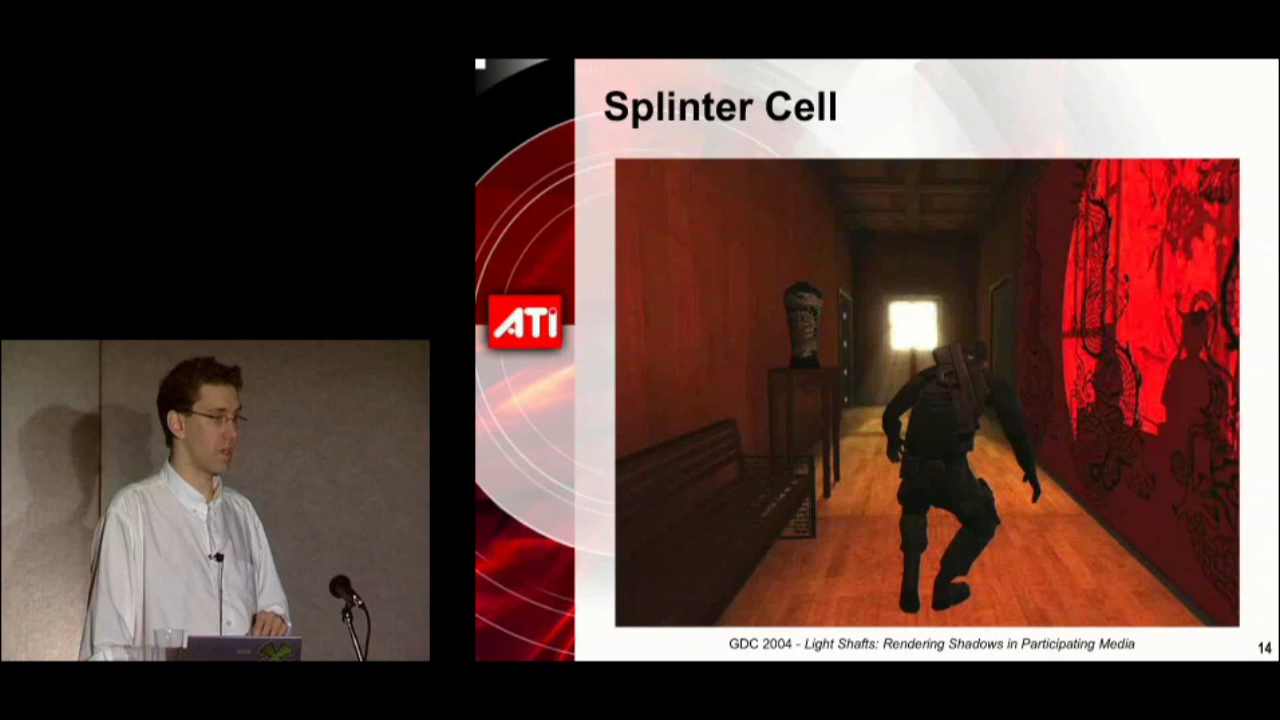 Splinter Cell
ATI
GDC 2004 - Light Shafts: Rendering Shadows in Participating Media
14